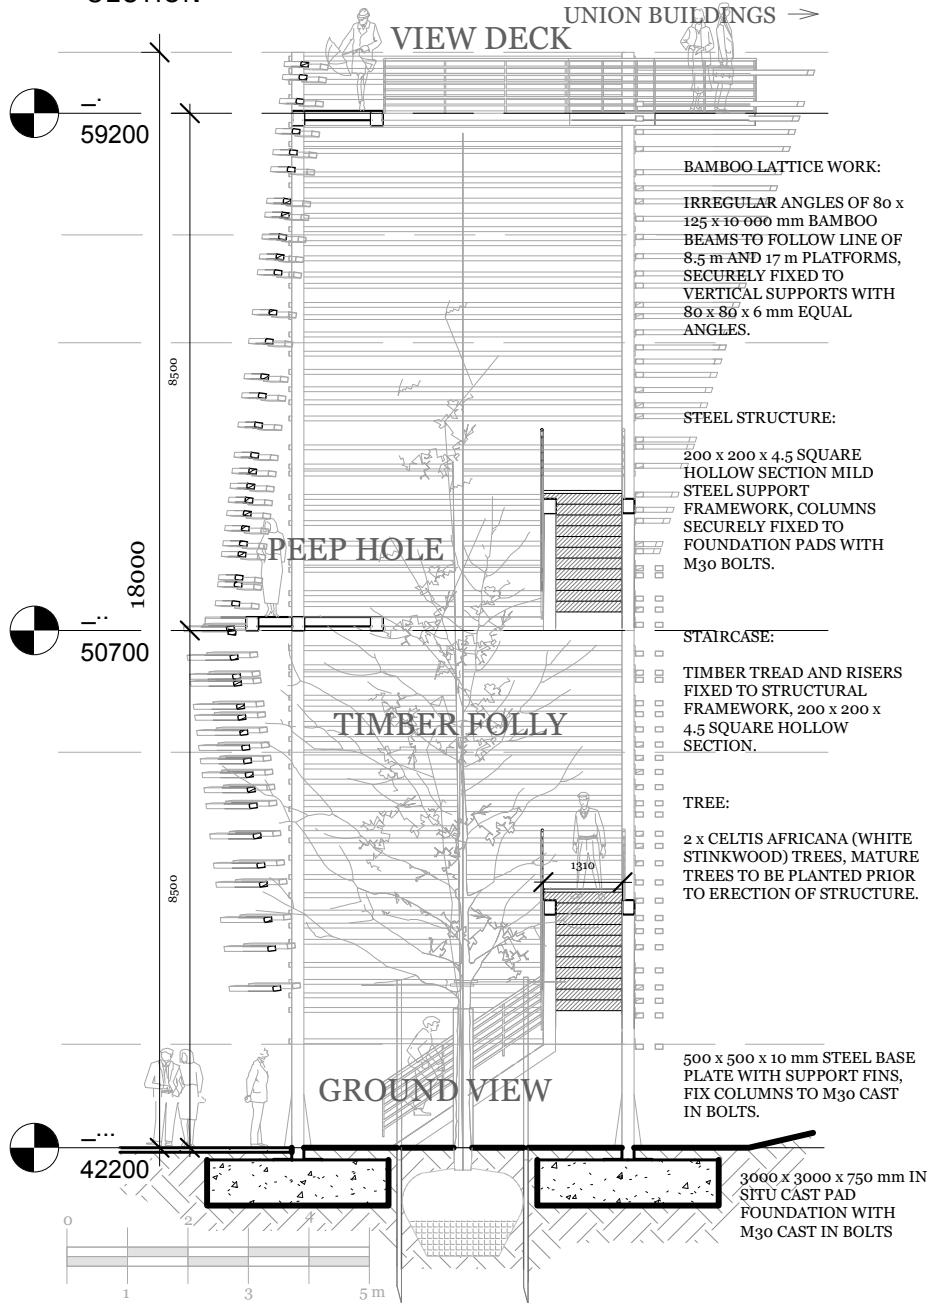 UNION BUILDINGS
VIEW DECK
59200
BAMBOO LATTICE WORK:
IRREGULAR ANGLES OF 80 x
125 x 10 000 mm BAMBOO
BEAMS TO FOLLOW LINE OF
8.5 m AND 17 m PLATFORMS,
SECURELY FIXED TO
VERTICAL SUPPORTS WITH
80 x 80 x 6 mm EQUAL
ANGLES.
8500
STEEL STRUCTURE:
200 x 200 x 4.5 SQUARE
HOLLOW SECTION MILD
STEEL SUPPORT
FRAMEWORK, COLUMNS
SECURELY FIXED TO
FOUNDATION PADS WITH
M30 BOLTS.
PEEP HOLE
18000
50700
STAIRCASE:
TIMBER TREAD AND RISERS
FIXED TO STRUCTURAL
FRAMEWORK, 200 x 200 x
4.5 SQUARE HOLLOW
SECTION.
TIMBER FOLLY
TREE:
2 x CELTIS AFRICANA (WHITE
STINKWOOD) TREES, MATURE
TREES TO BE PLANTED PRIOR
TO ERECTION OF STRUCTURE.
1310
8500
500 x 500 x 10 mm STEEL BASE
PLATE WITH SUPPORT FINS,
FIX COLUMNS TO M30 CAST
IN BOLTS.
GROUND VIEW
42200
3000 x 3000 x 750 mm IN
SITU CAST PAD
FOUNDATION WITH
M30 CAST IN BOLTS
0 2 4
1 3 5 m